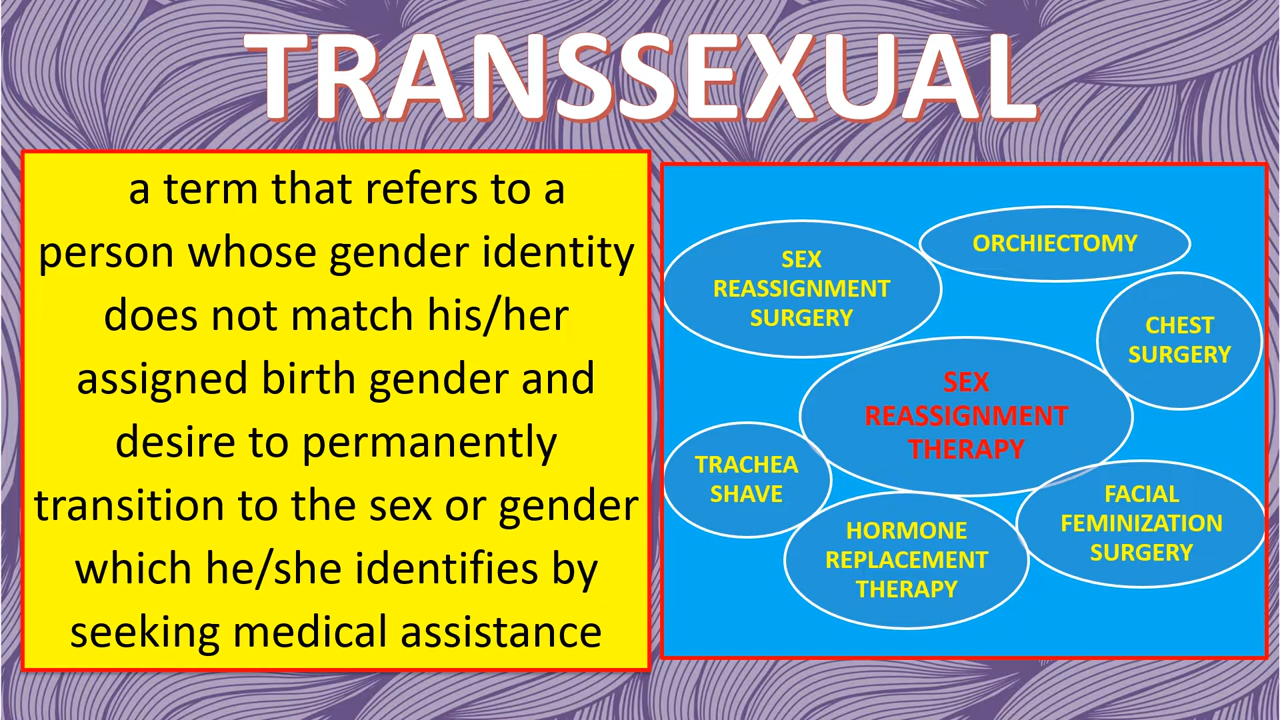 TRANSSEXUAL
a term that refers to a
person whose gender identity
does not match his/her
assigned birth gender and
desire to permanently
transition to the sex or gender
which he/she identifies by
seeking medical assistance
SEX
REASSIGNMENT
SURGERY
ORCHIECTOMY
CHEST
SURGERY
SEX
REASSIGNMENT
THERAPY
TRACHEA
SHAVE
HORMONE
REPLACEMENT
THERAPY
FACIAL
FEMINIZATION
SURGERY